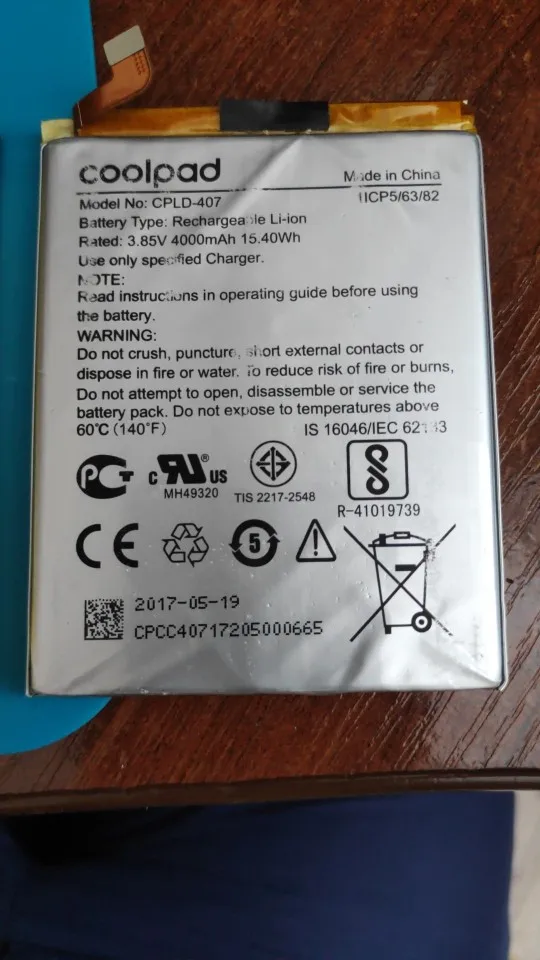 coolpad
Made in China
Model No: CPLD-407
1ICP5/63/82
Battery Type: Rechargeable Li-ion
Rated: 3.85V 4000mAh 15.40Wh
Use only specified Charger.
NOTE:
Read instructions in operating guide before using
the battery.
WARNING:
Do not crush, puncture, short external contacts or
dispose in fire or water. To reduce risk of fire or burns,
Do not attempt to open, disassemble or service the
battery pack. Do not expose to temperatures above
60℃ (140℉)
IS 16046/IEC 62133
РСТ
c RU US
MH49320
TIS 2217-2548
R-41019739
CE
5
2017-05-19
CPCC40717205000665